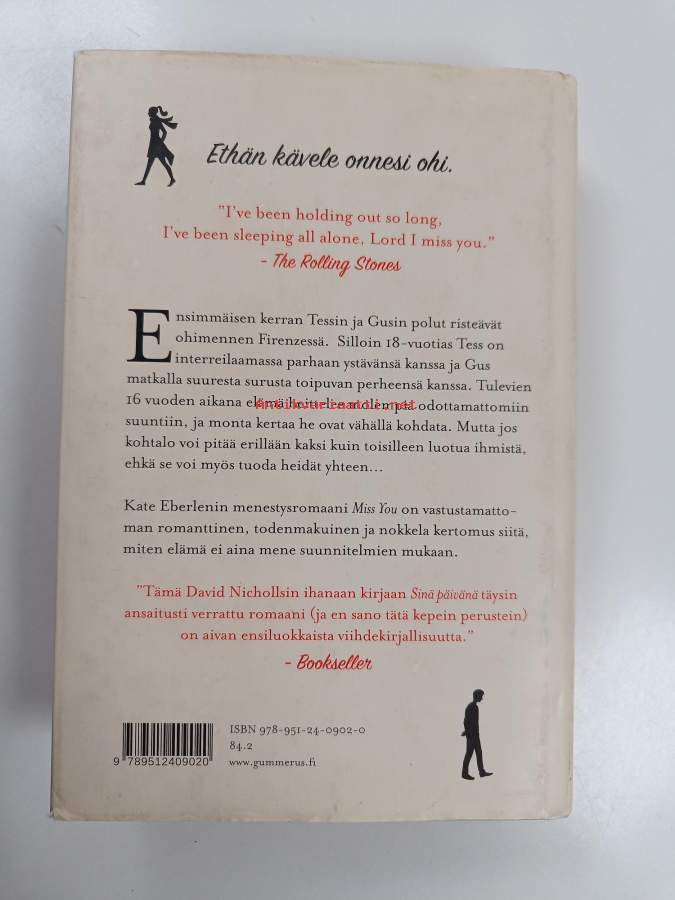 Ethän kävele onnesi ohi.
"I've been holding out so long,
I've been sleeping all alone, Lord I miss you."
- The Rolling Stones
Ensimmäisen kerran Tessin ja Gusin polut risteävät
ohimennen Firenzessä. Silloin 18-vuotias Tess on
interreilaamassa parhaan ystävänsä kanssa ja Gus
matkalla suuresta surusta toipuvan perheensä kanssa. Tulevien
16 vuoden aikana elämä heittelee molempia odottamattomiin
antikvariaatti.net
suuntiin, ja monta kertaa he ovat vähällä kohdata. Mutta jos
kohtalo voi pitää erillään kaksi kuin toisilleen luotua ihmistä,
ehkä se voi myös tuoda heidät yhteen...
Kate Eberlenin menestysromaani Miss You on vastustamatto-
man romanttinen, todenmakuinen ja nokkela kertomus siitä,
miten elämä ei aina mene suunnitelmien mukaan.
"Tämä David Nichollsin ihanaan kirjaan Sinä päivänä täysin
ansaitusti verrattu romaani (ja en sano tätä kepein perustein)
on aivan ensiluokkaista viihdekirjallisuutta."
- Bookseller
ISBN 978-951-24-0902-0
84.2
www.gummerus.fi
9 789512 409020